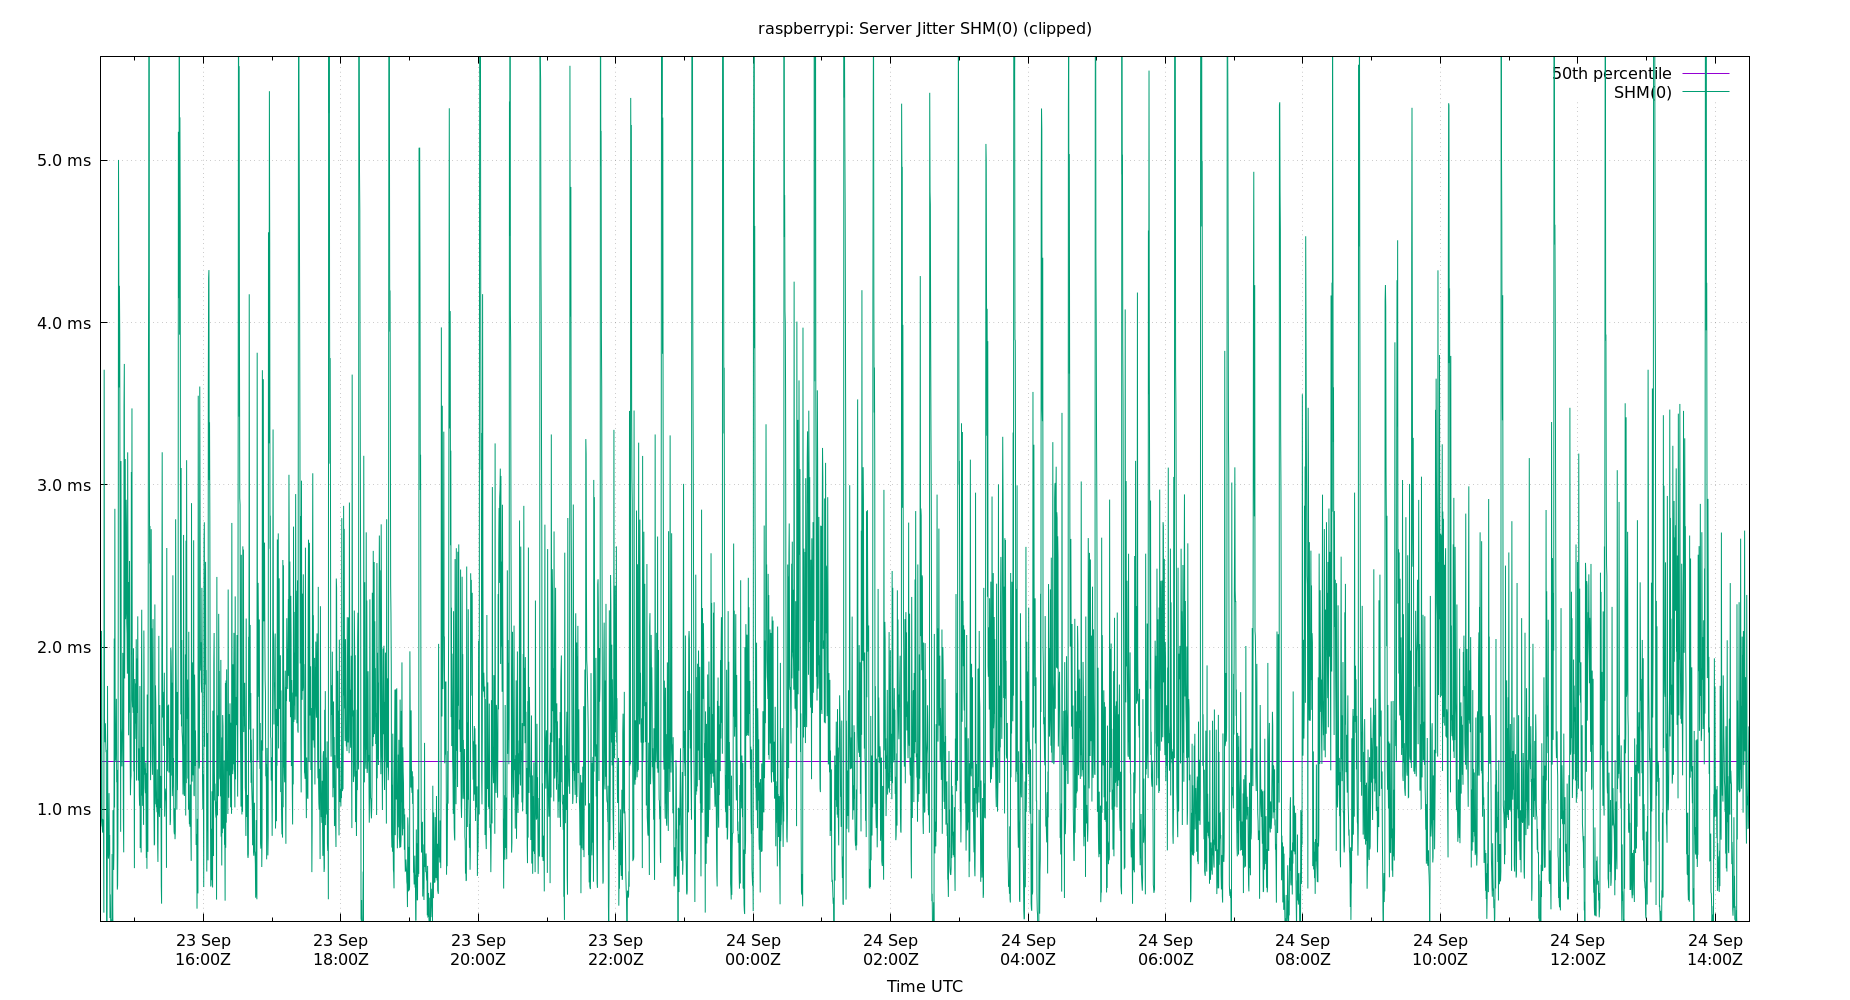 raspberrypi: Server Jitter SHM(0) (clipped)
50th percentile
SHM(0)
5.0 ms
4.0 ms
3.0 ms
2.0 ms
1.0 ms
23 Sep 23 Sep 23 Sep 23 Sep 24 Sep 24 Sep 24 Sep 24 Sep 24 Sep 24 Sep 24 Sep 24 Sep
16:00Z 18:00Z 20:00Z 22:00Z 00:00Z 02:00Z 04:00Z 06:00Z 08:00Z 10:00Z 12:00Z 14:00Z
Time UTC